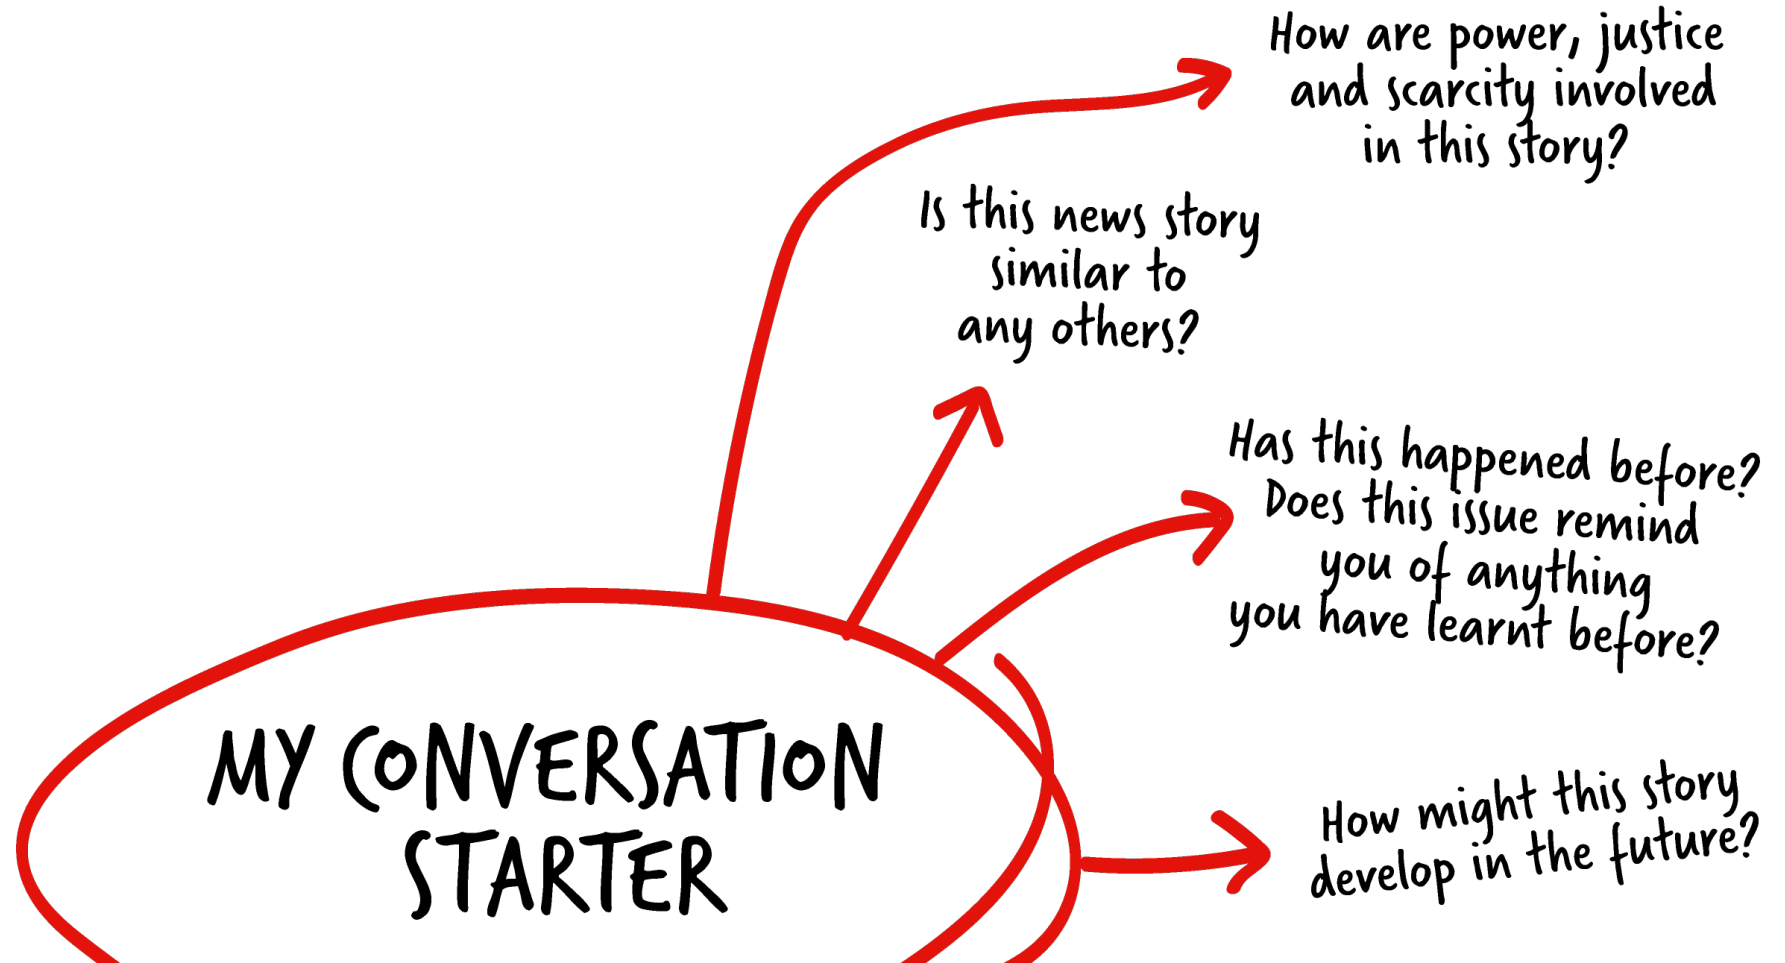 How are power, justice
and scarcity involved
in this story?
Is this news story
similar to
any others?
Has this happened before?
Does this issue remind
you of anything
you have learnt before?
MY CONVERSATION
STARTER
How might this story
develop in the future?